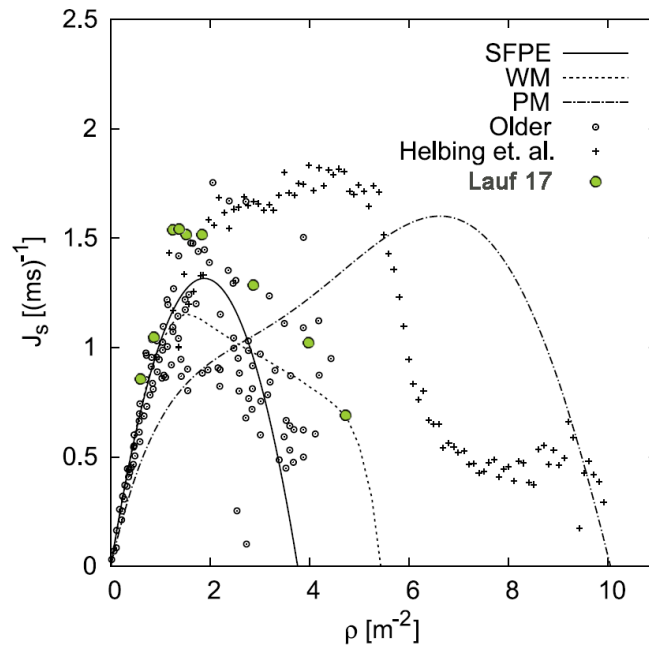 2.5
2
1.5
1
0.5
0
0
2
4
6
8
10
J_s [(ms)^-1]
ρ [m^-2]
SFPE
WM
PM
Older
Helbing et. al.
Lauf 17